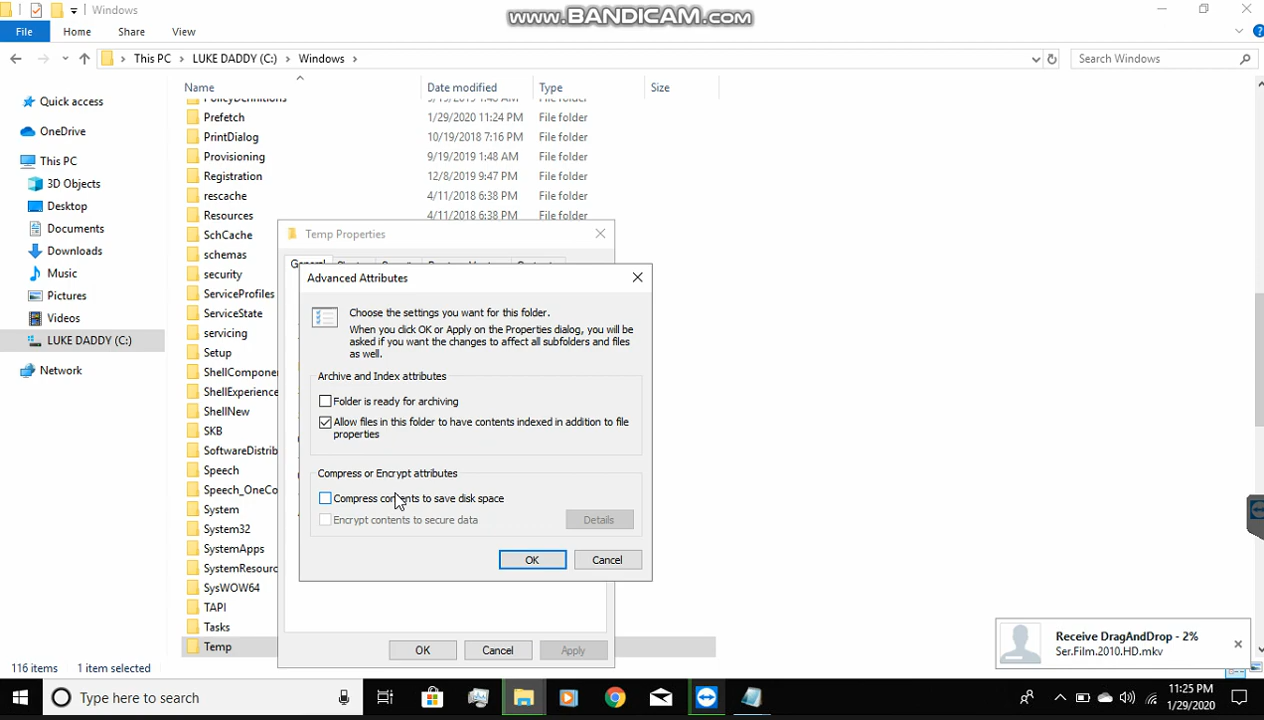 Windows
www.BANDICAM.com
File Home Share View
This PC LUKE DADDY (C:) Windows
Search Windows
Name Date modified Type Size
Quick access
OneDrive
This PC
3D Objects
Desktop
Documents
Downloads
Music
Pictures
Videos
LUKE DADDY (C:)
Network
PolicyDefinitions 9/19/2019 1:48 AM File folder
Prefetch 1/29/2020 11:24 PM File folder
PrintDialog 10/19/2018 7:16 PM File folder
Provisioning 9/19/2019 1:48 AM File folder
Registration 12/8/2019 9:47 PM File folder
rescache 4/11/2018 6:38 PM File folder
Resources 4/11/2018 6:38 PM File folder
SchCache
schemas
security
ServiceProfiles
ServiceState
servicing
Setup
ShellCompone
ShellExperience
ShellNew
SKB
SoftwareDistrib
Speech
Speech_OneCo
System
System32
SystemApps
SystemResourc
SysWOW64
TAPI
Tasks
Temp
Temp Properties
General
Advanced Attributes
Choose the settings you want for this folder.
When you click OK or Apply on the Properties dialog, you will be
asked if you want the changes to affect all subfolders and files
as well.
Archive and Index attributes
Folder is ready for archiving
Allow files in this folder to have contents indexed in addition to file
properties
Compress or Encrypt attributes
Compress contents to save disk space
Encrypt contents to secure data
Details
OK Cancel
OK Cancel Apply
Receive DragAndDrop - 2%
Ser.Film.2010.HD.mkv
116 items 1 item selected
Type here to search
11:25 PM
1/29/2020